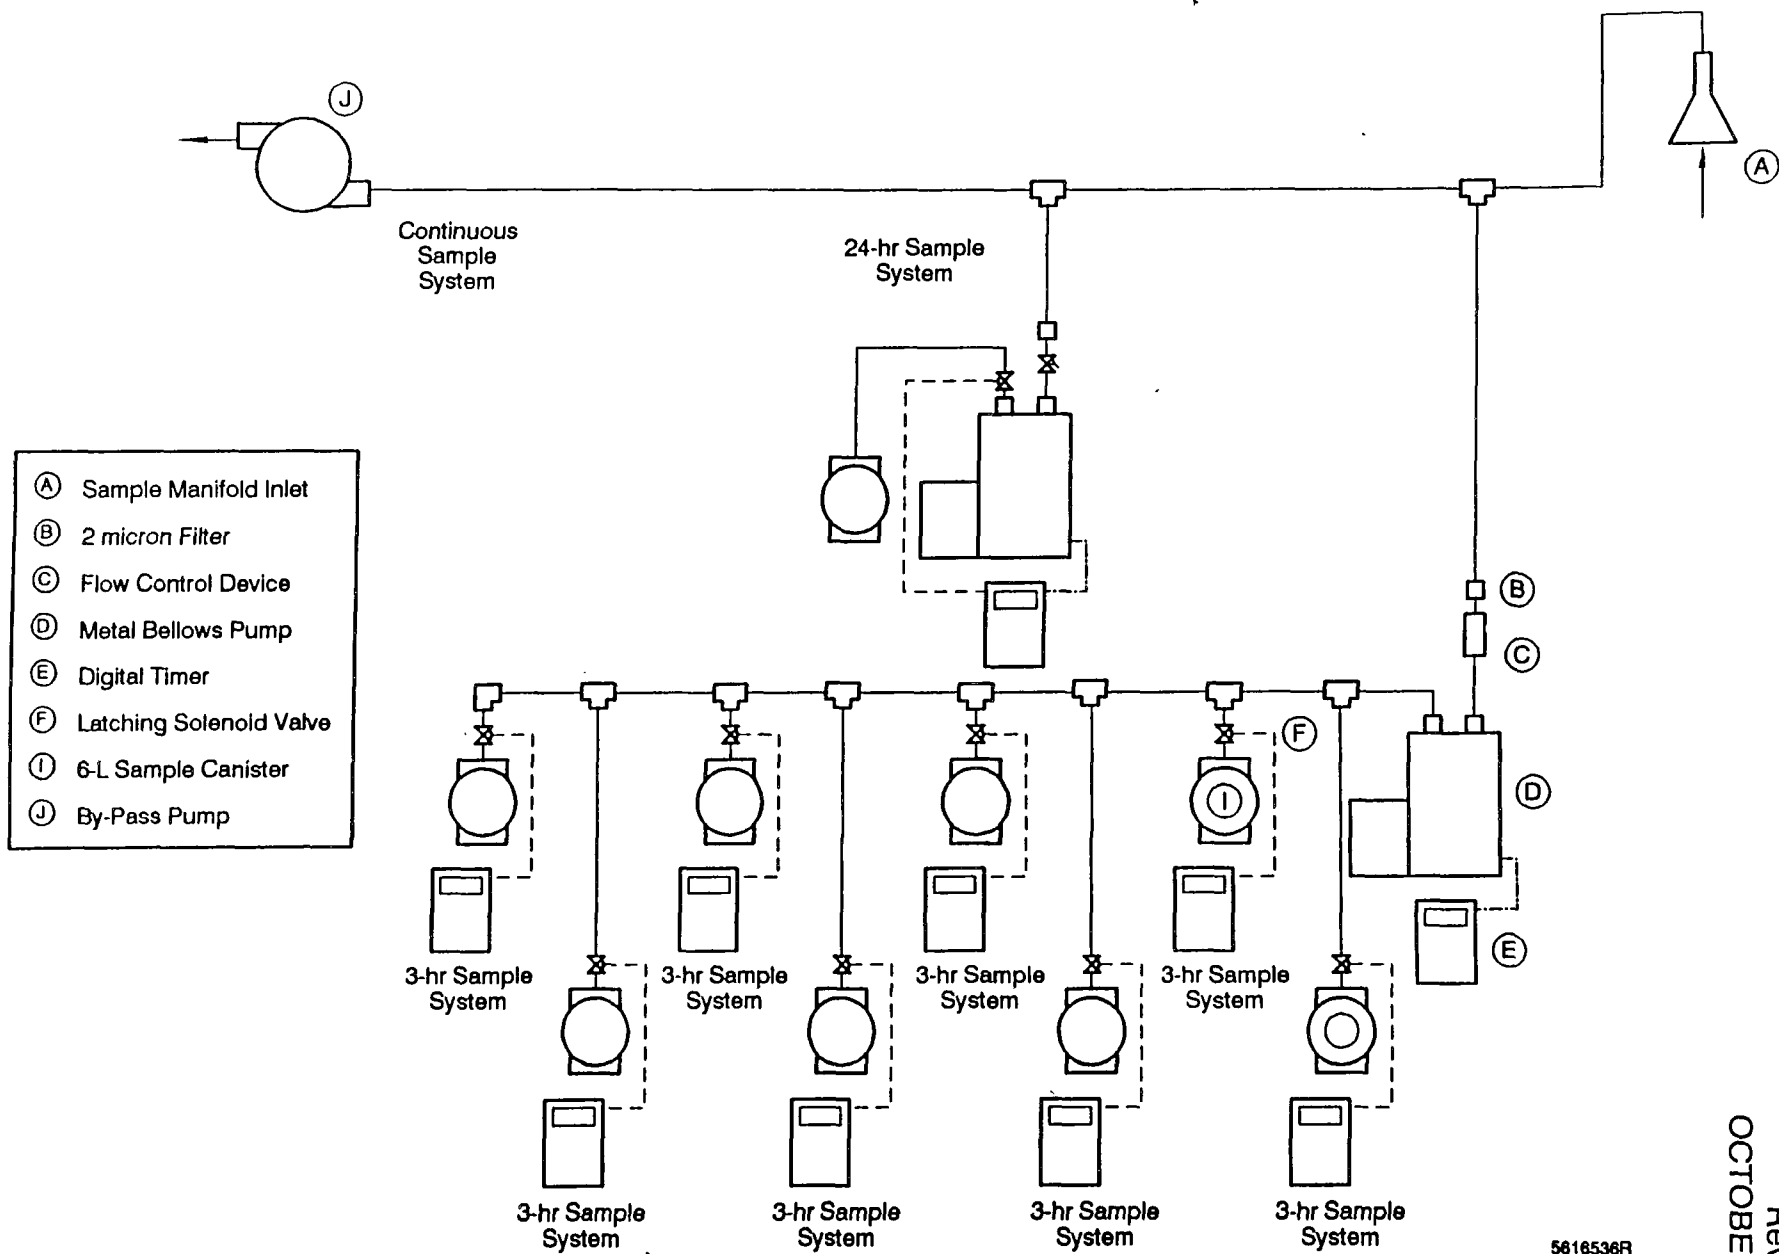 J
A
Continuous
Sample
System
24-hr Sample
System
A Sample Manifold Inlet
B 2 micron Filter
C Flow Control Device
D Metal Bellows Pump
E Digital Timer
F Latching Solenoid Valve
I 6-L Sample Canister
J By-Pass Pump
B
C
F
I
D
E
3-hr Sample
System
3-hr Sample
System
3-hr Sample
System
3-hr Sample
System
3-hr Sample
System
3-hr Sample
System
3-hr Sample
System
3-hr Sample
System
5616536R
OCTOBE